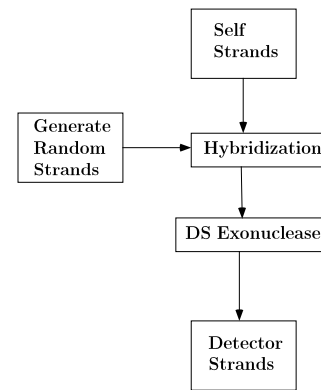 Self
Strands
Generate
Random
Strands
Hybridization
DS Exonuclease
Detector
Strands